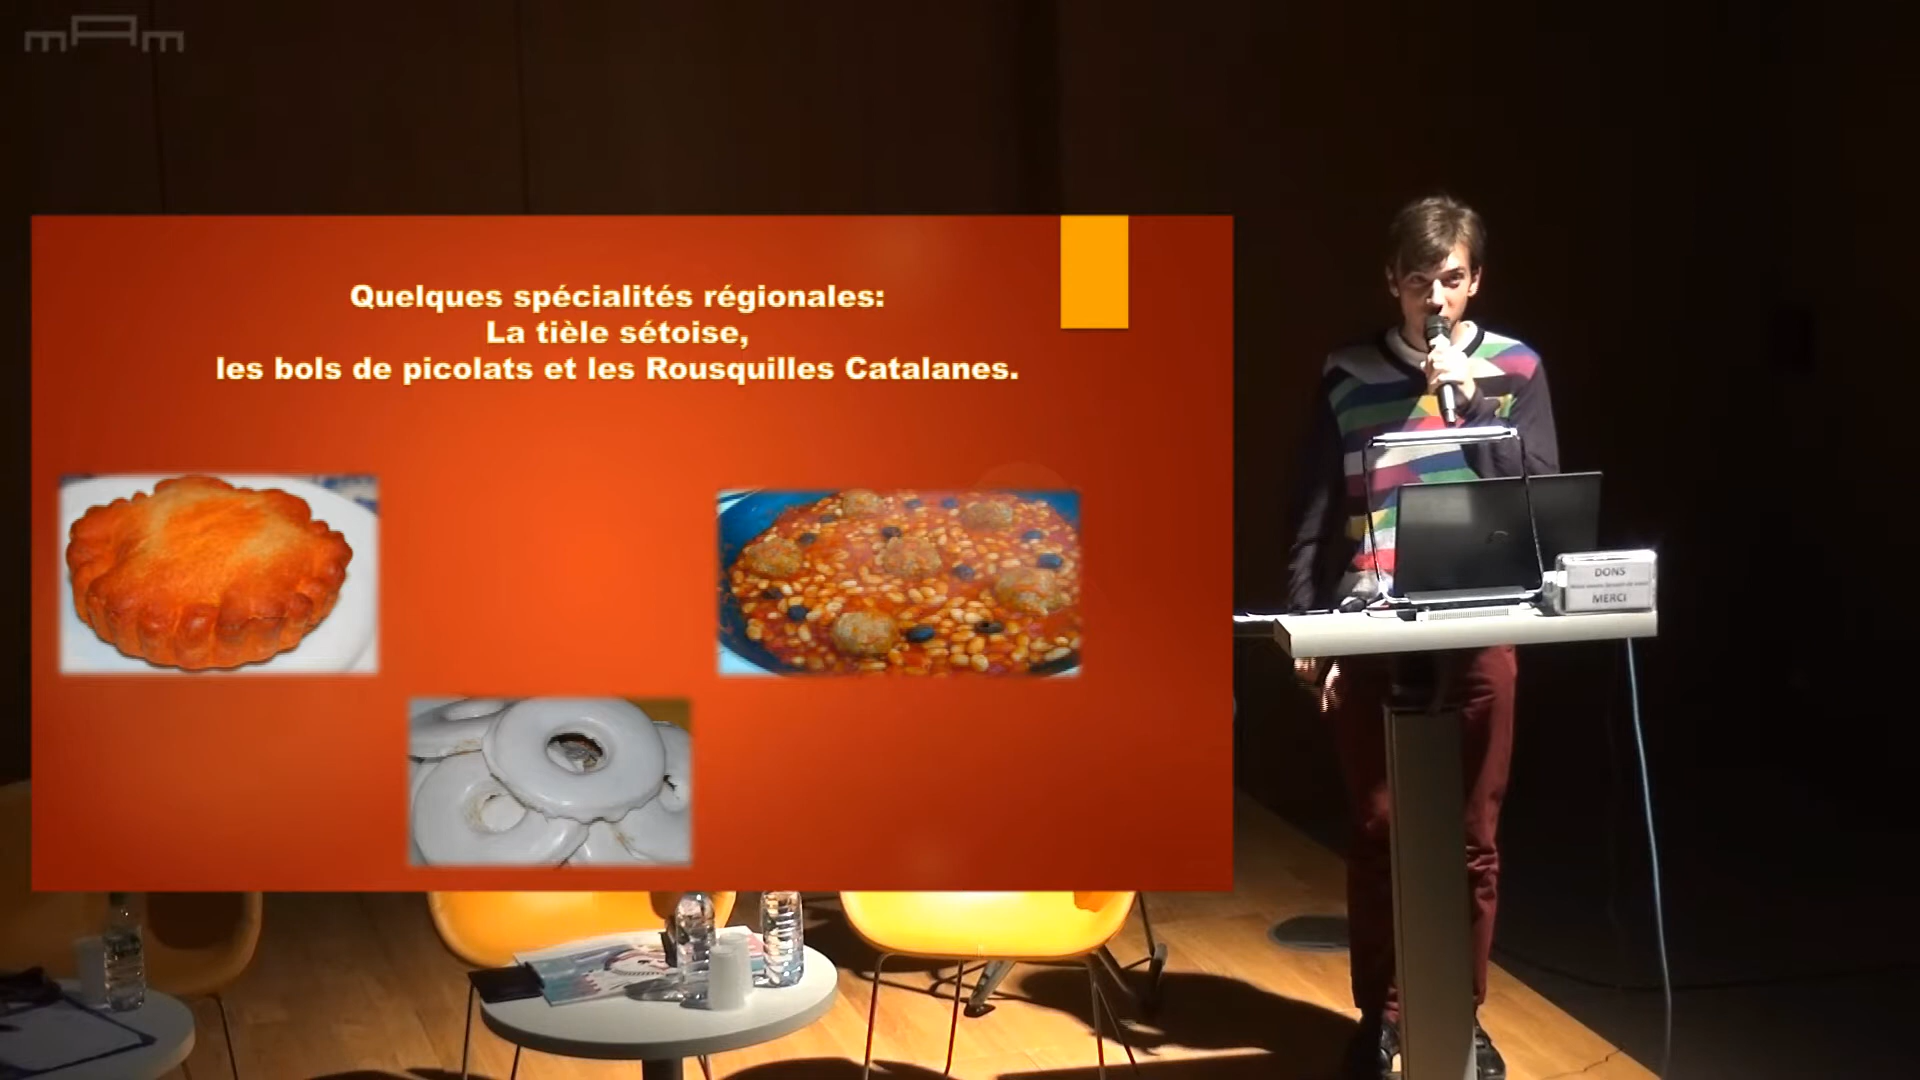 mAm
Quelques spécialités régionales:
La tièle sétoise,
les bols de picolats et les Rousquilles Catalanes.
DONS
MERCI